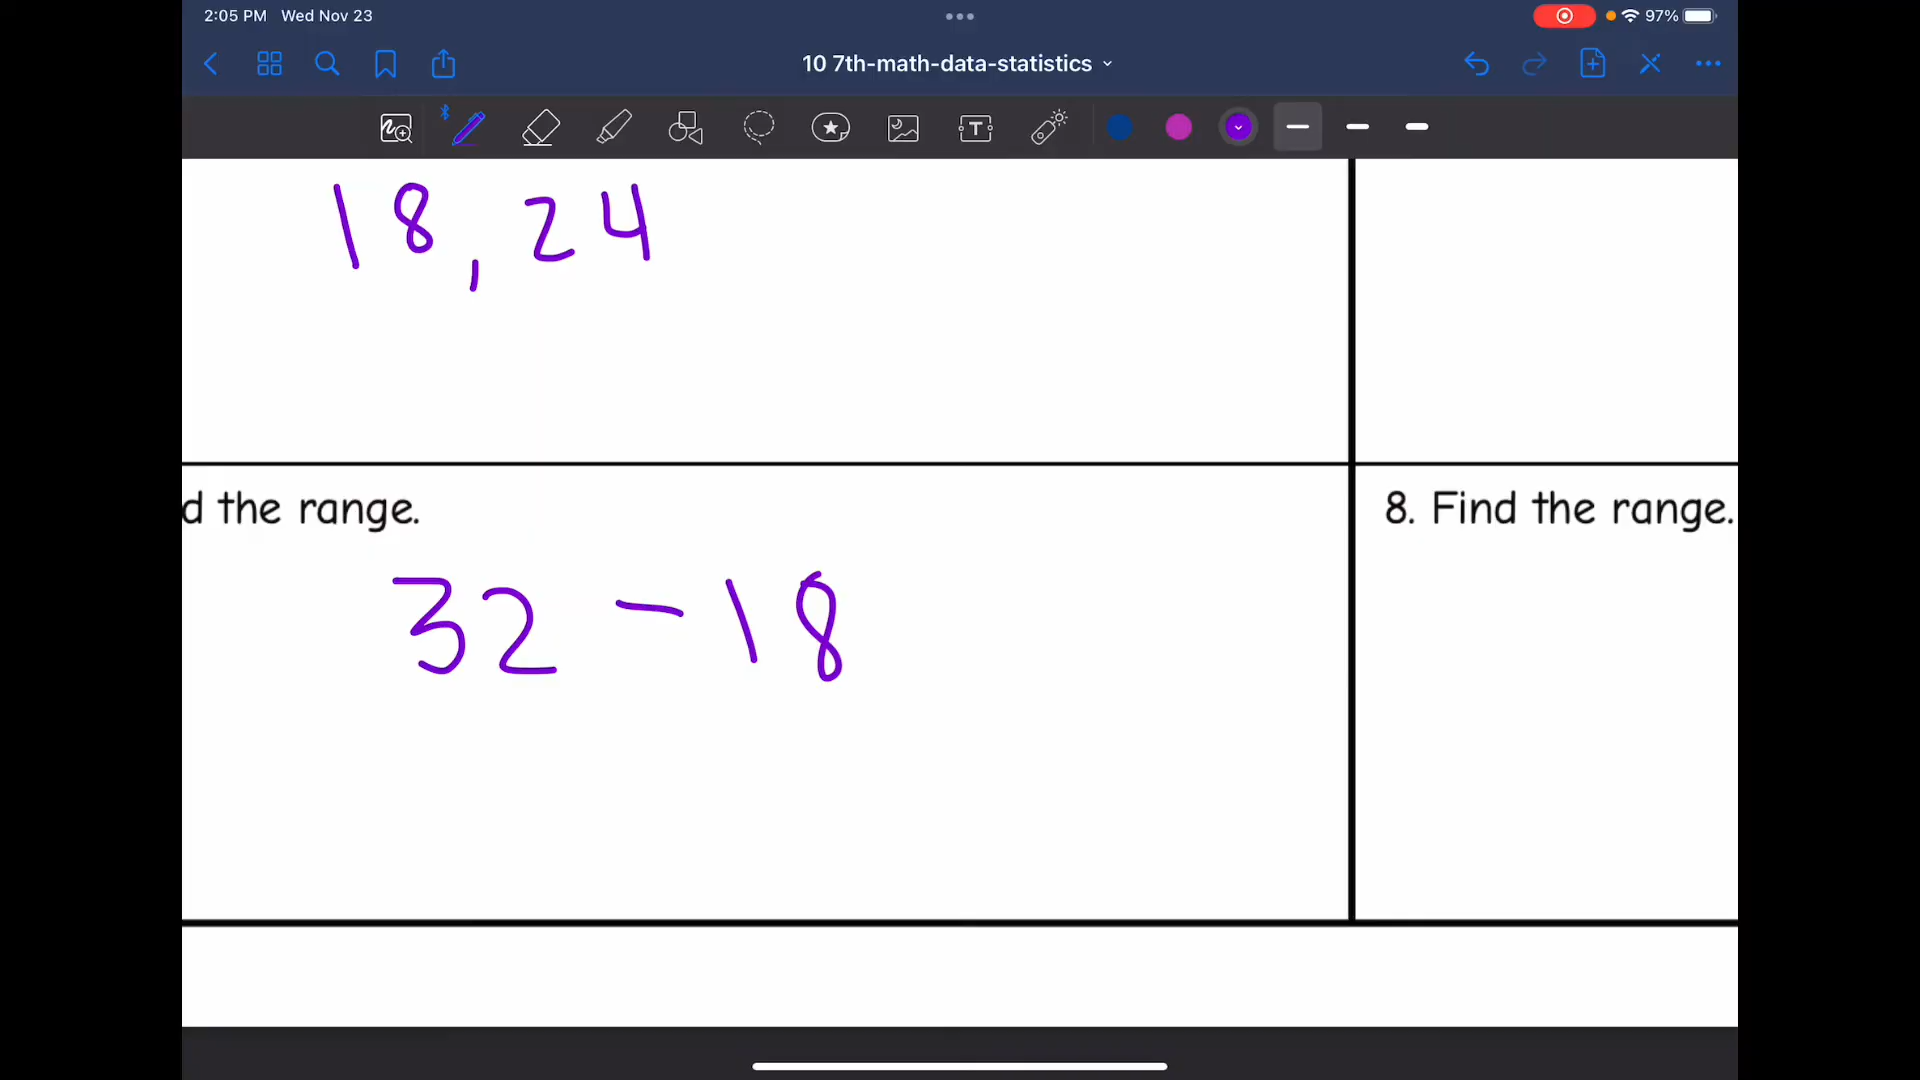 2:05 PM Wed Nov 23
97%
10 7th-math-data-statistics
T
18, 24
d the range.
8. Find the range.
32 - 18